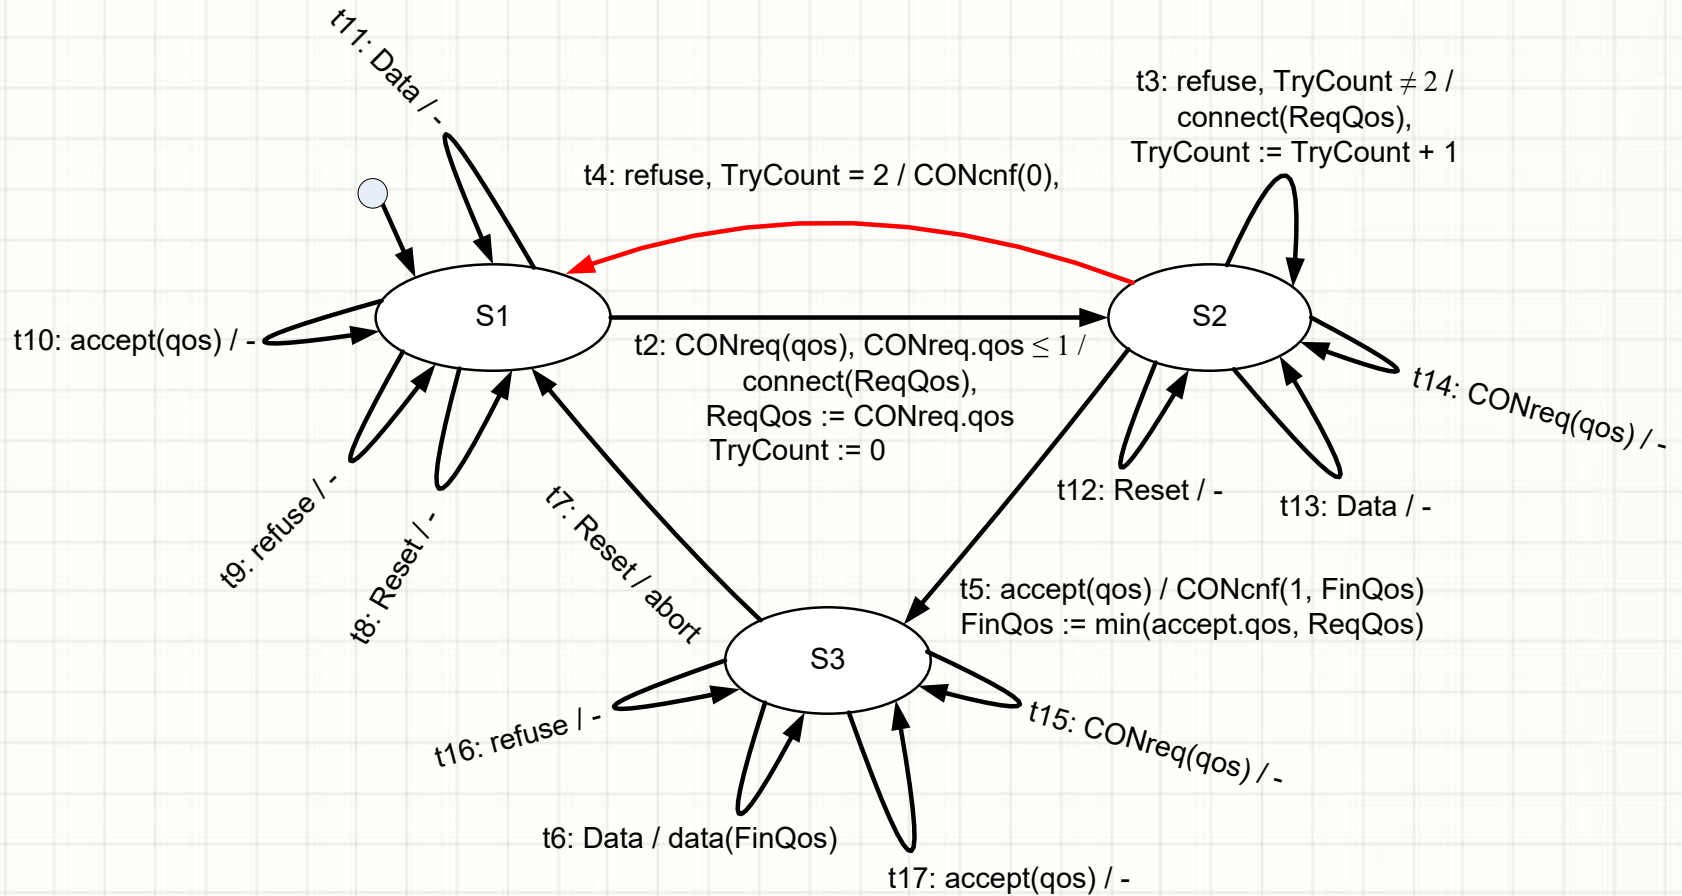 t11: Data / -
t3: refuse, TryCount ≠ 2 /
connect(ReqQos),
TryCount := TryCount + 1
t4: refuse, TryCount = 2 / CONcnf(0),
S1
S2
t10: accept(qos) / -
t2: CONreq(qos), CONreq.qos ≤ 1 /
connect(ReqQos),
ReqQos := CONreq.qos
TryCount := 0
t14: CONreq(qos) / -
t12: Reset / -
t13: Data / -
t9: refuse / -
t8: Reset / -
t7: Reset / abort
t5: accept(qos) / CONcnf(1, FinQos)
FinQos := min(accept.qos, ReqQos)
S3
t16: refuse / -
t15: CONreq(qos) / -
t6: Data / data(FinQos)
t17: accept(qos) / -